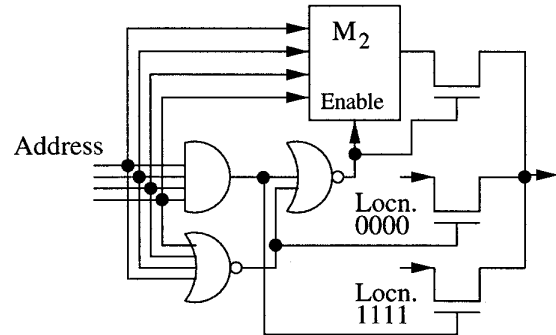 M₂
Enable
Address
Locn.
0000
Locn.
1111